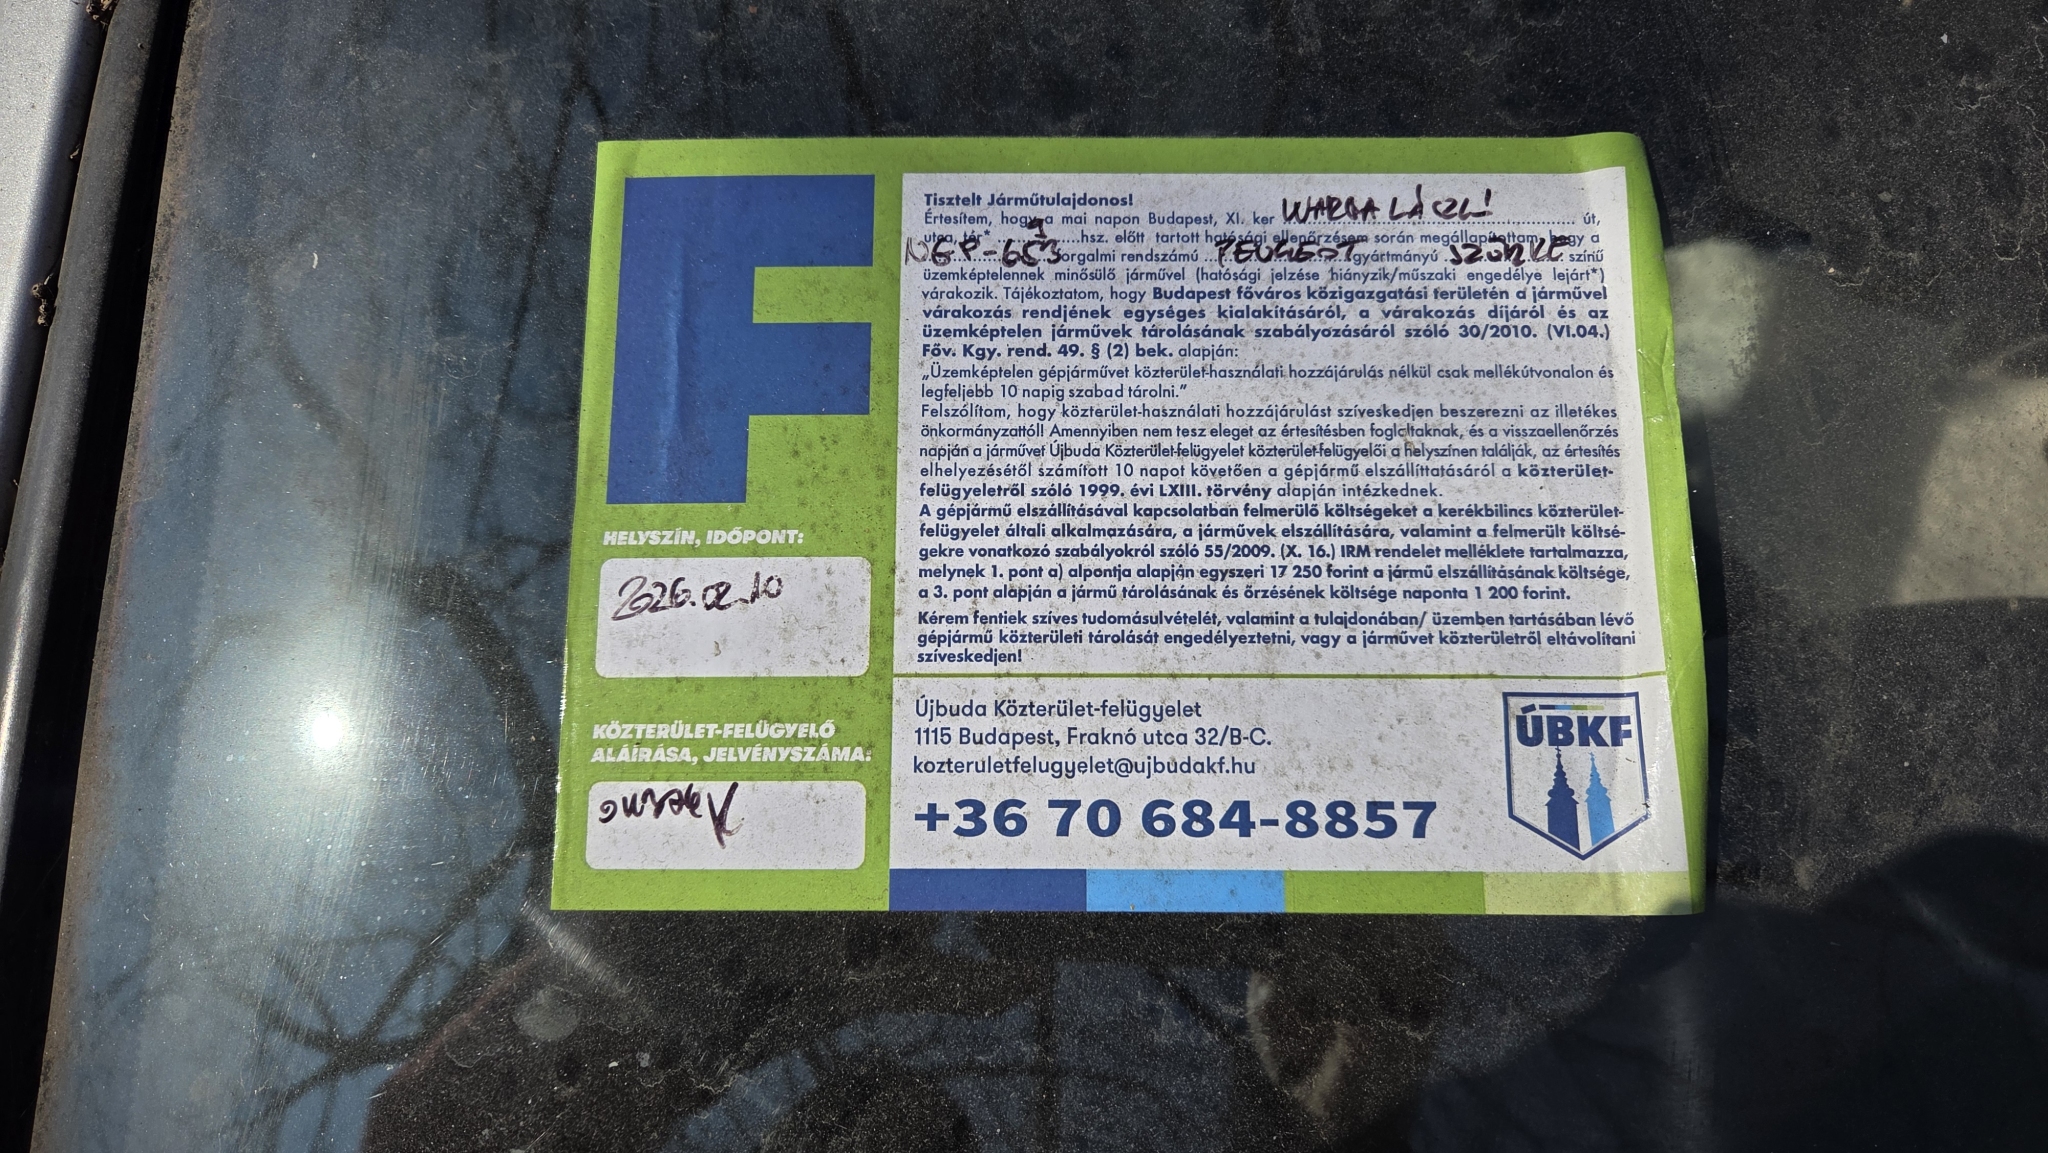 F
Tisztelt Járműtulajdonos!
Értesítem, hogy a mai napon Budapest, XI. ker WARGA LÁSZLÓ út,
utca, tér* 1 hsz. előtt tartott hatósági ellenőrzésem során megállapítottam, hogy a
forgalmi rendszámú PEUGEOT gyártmányú SZÜRKE színű
üzemképtelennek minősülő járművel (hatósági jelzése hiányzik/műszaki engedélye lejárt*)
várakozik. Tájékoztatom, hogy Budapest főváros közigazgatási területén a járművel
várakozás rendjének egységes kialakításáról, a várakozás díjáról és az
üzemképtelen járművek tárolásának szabályozásáról szóló 30/2010. (VI.04.)
Föv. Kgy. rend. 49. § (2) bek. alapján:
„Üzemképtelen gépjárművet közterület-használati hozzájárulás nélkül csak mellékútvonalon és
legfeljebb 10 napig szabad tárolni.”
Felszólítom, hogy közterület-használati hozzájárulást szíveskedjen beszerezni az illetékes
önkormányzattól! Amennyiben nem tesz eleget az értesítésben foglaltaknak, és a visszaellenőrzés
napján a járművet Újbuda Közterület-felügyelet közterület-felügyelői a helyszínen találják, az értesítés
elhelyezésétől számított 10 napot követően a gépjármű elszállíttatásáról a közterület-
felügyeletről szóló 1999. évi LXIII. törvény alapján intézkednek.
A gépjármű elszállításával kapcsolatban felmerülő költségeket a kerékbilincs közterület-
felügyelet általi alkalmazására, a járművek elszállítására, valamint a felmerült költsé-
gekre vonatkozó szabályokról szóló 55/2009. (X. 16.) IRM rendelet melléklete tartalmazza,
melynek 1. pont a) alpontja alapján egyszeri 17 250 forint a jármű elszállításának költsége,
a 3. pont alapján a jármű tárolásának és őrzésének költsége naponta 1 200 forint.
Kérem fentiek szíves tudomásulvételét, valamint a tulajdonában/ üzemben tartásában lévő
gépjármű közterületi tárolását engedélyeztetni, vagy a járművet közterületről eltávolítani
szíveskedjen!
HELYSZÍN, IDŐPONT:
2026.02.10
KÖZTERÜLET-FELÜGYELŐ
ALÁÍRÁSA, JELVÉNYSZÁMA:
Újbuda Közterület-felügyelet
1115 Budapest, Fraknó utca 32/B-C.
kozteruletfelugyelet@ujbudakf.hu
+36 70 684-8857
ÚBKF